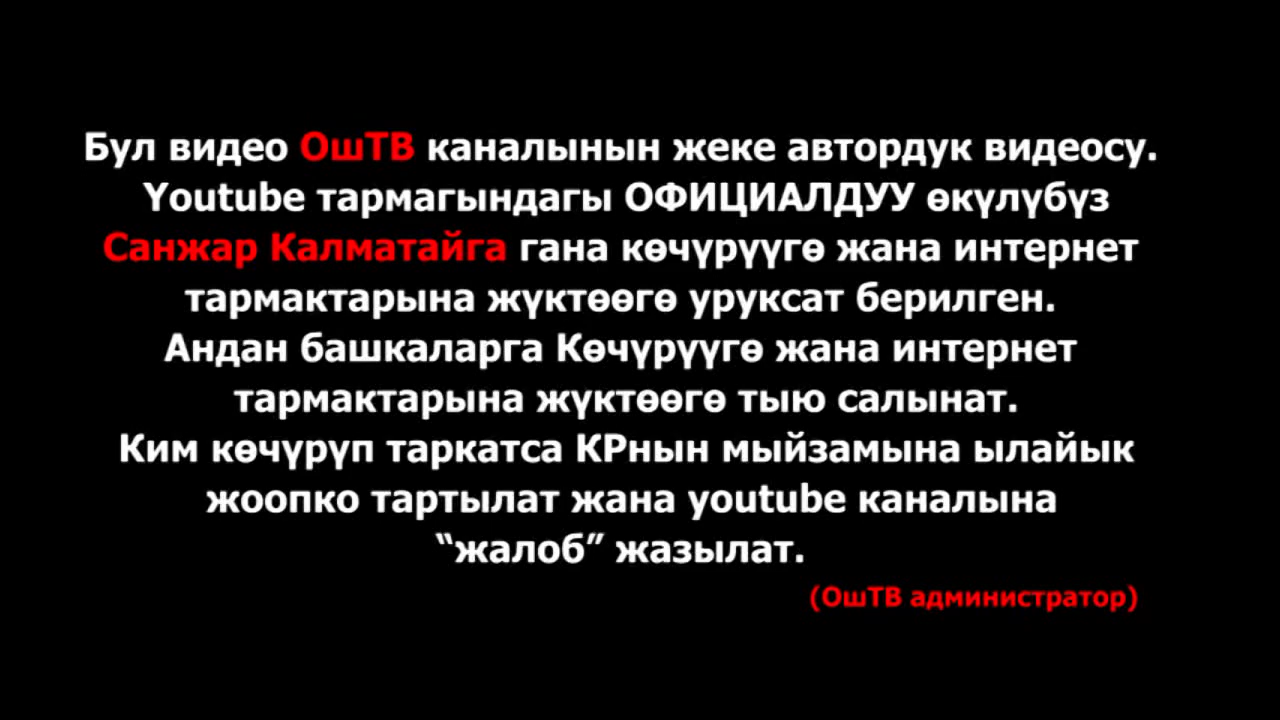 Бул видео ОшТВ каналынын жеке автордук видеосу.
Youtube тармагындагы ОФИЦИАЛДУУ өкүлүбүз
Санжар Калматайга гана көчүрүүгө жана интернет
тармактарына жүктөөгө уруксат берилген.
Андан башкаларга Көчүрүүгө жана интернет
тармактарына жүктөөгө тыю салынат.
Ким көчүрүп таркатса КРнын мыйзамына ылайык
жоопко тартылат жана youtube каналына
“жалоб” жазылат.
(ОшТВ администратор)